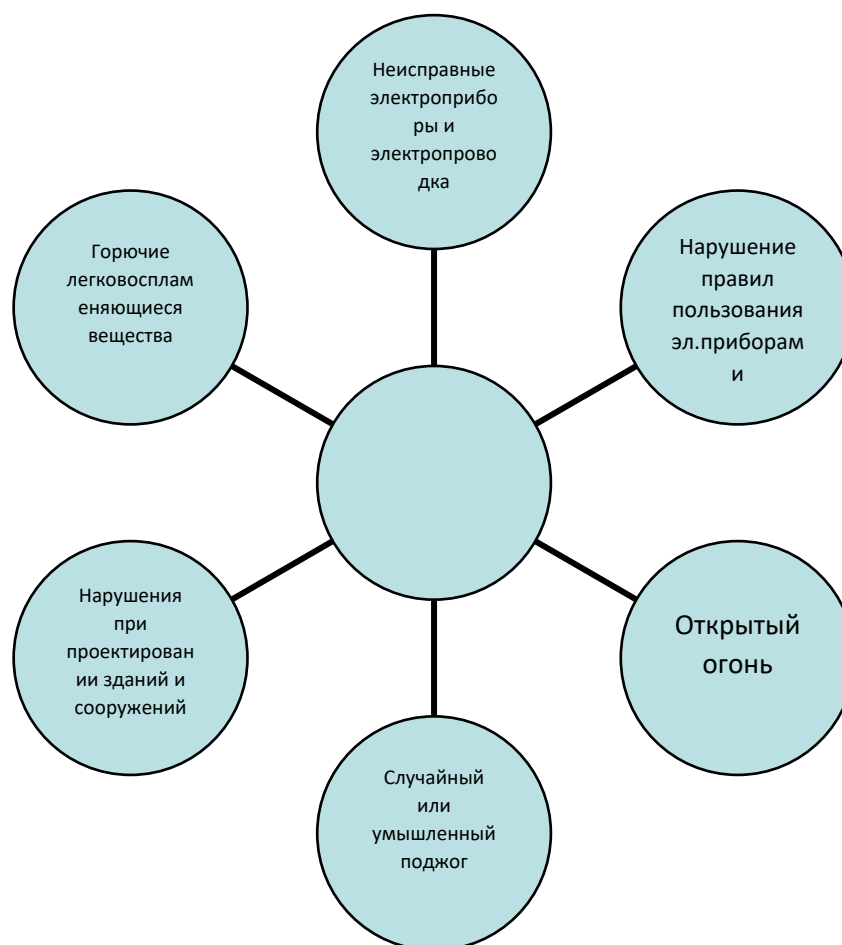 Неисправные
электроприбо
ры и
электропрово
дка
Нарушение
правил
пользования
эл.приборам
и
Открытый
огонь
Случайный
или
умышленный
поджог
Нарушения
при
проектирован
ии зданий и
сооружений
Горючие
легковосплам
еняющиеся
вещества